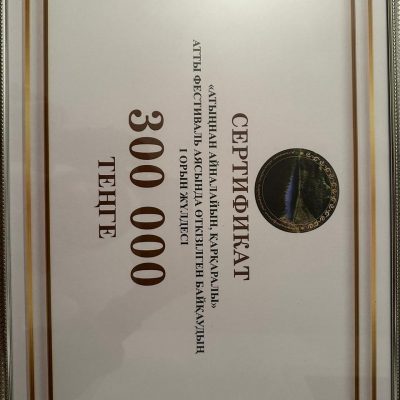 СЕРТИФИКАТ
«АТЫҢНАН АЙНАЛАЙЫН, ҚАРҚАРАЛЫ»
АТТЫ ФЕСТИВАЛЬ АЯСЫНДА ӨТКІЗІЛГЕН БАЙҚАУДЫҢ
І ОРЫН ЖҮЛДЕСІ
300 000
ТЕҢГЕ